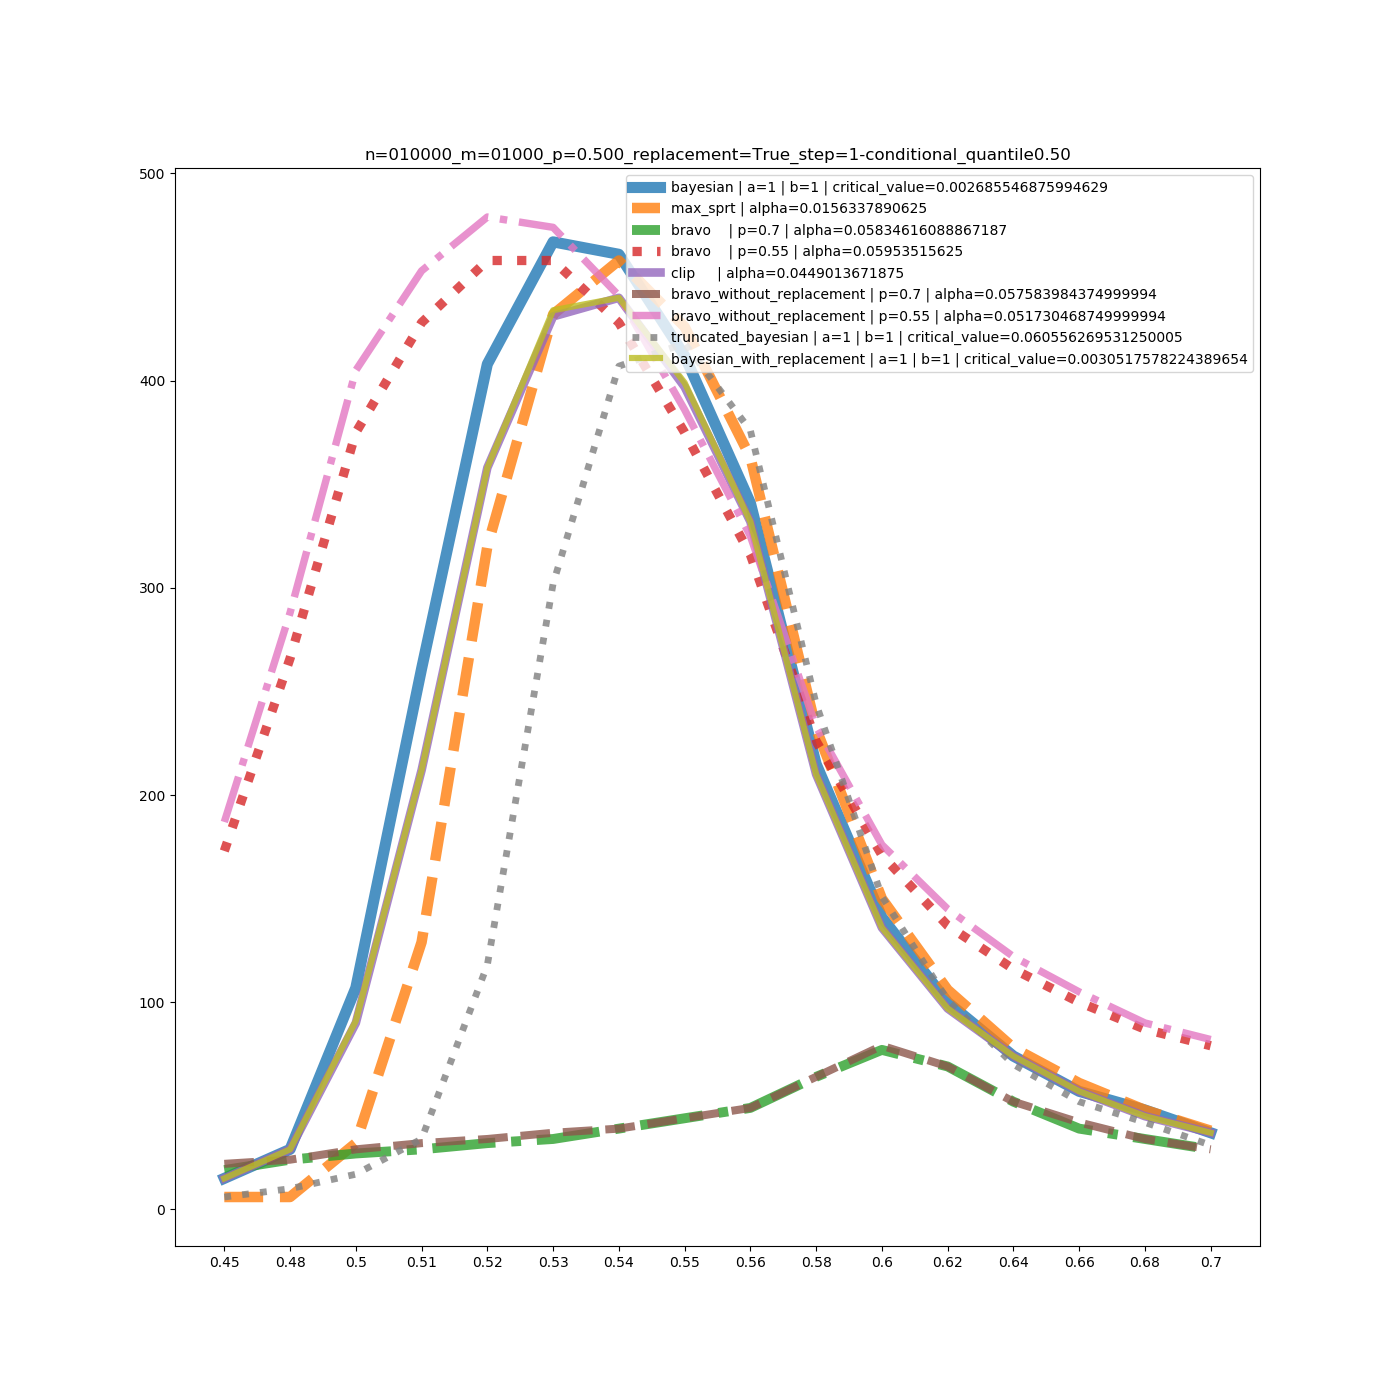 n=010000_m=01000_p=0.500_replacement=True_step=1-conditional_quantile0.50
bayesian | a=1 | b=1 | critical_value=0.002685546875994629
max_sprt | alpha=0.0156337890625
bravo    | p=0.7 | alpha=0.05834616088867187
bravo    | p=0.55 | alpha=0.05953515625
clip     | alpha=0.0449013671875
bravo_without_replacement | p=0.7 | alpha=0.057583984374999994
bravo_without_replacement | p=0.55 | alpha=0.051730468749999994
truncated_bayesian | a=1 | b=1 | critical_value=0.060556269531250005
bayesian_with_replacement | a=1 | b=1 | critical_value=0.0030517578224389654
500
400
300
200
100
0
0.45 0.48 0.5 0.51 0.52 0.53 0.54 0.55 0.56 0.58 0.6 0.62 0.64 0.66 0.68 0.7